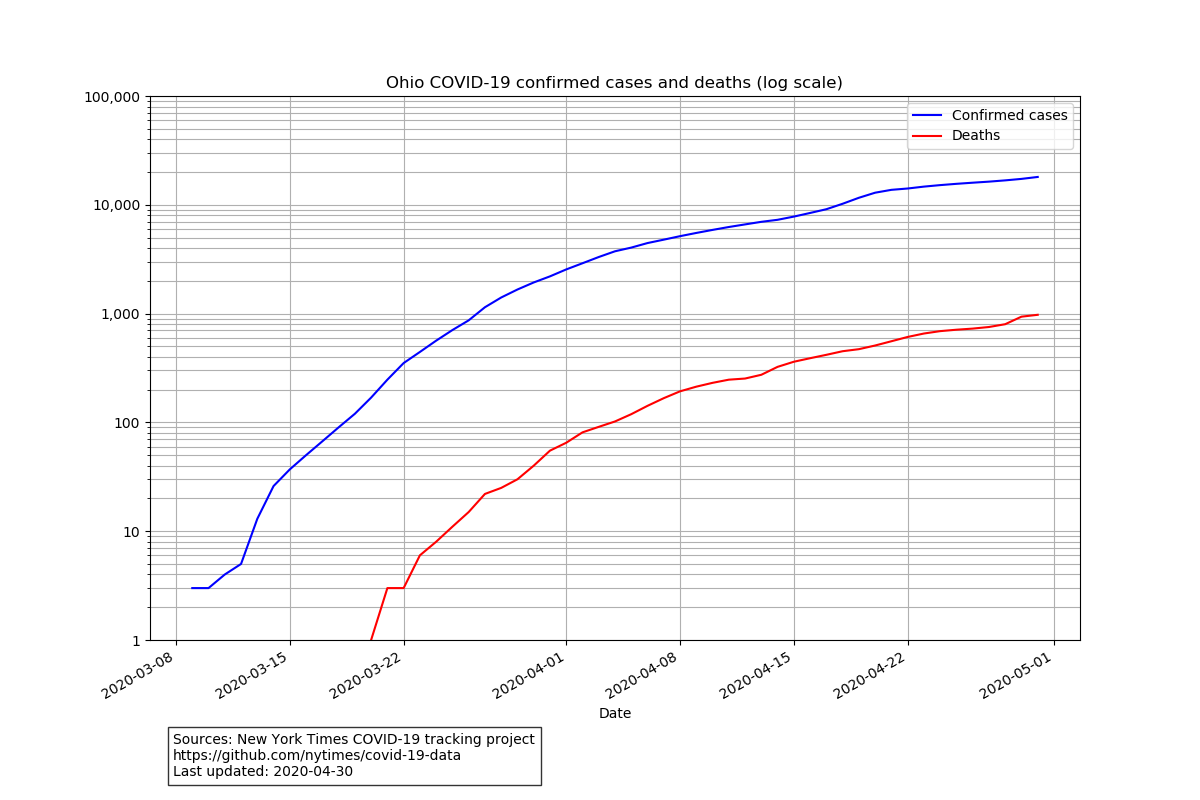 Ohio COVID-19 confirmed cases and deaths (log scale)
100,000
10,000
1,000
100
10
1
Confirmed cases
Deaths
2020-03-08
2020-03-15
2020-03-22
2020-04-01
2020-04-08
2020-04-15
2020-04-22
2020-05-01
Date
Sources: New York Times COVID-19 tracking project
https://github.com/nytimes/covid-19-data
Last updated: 2020-04-30